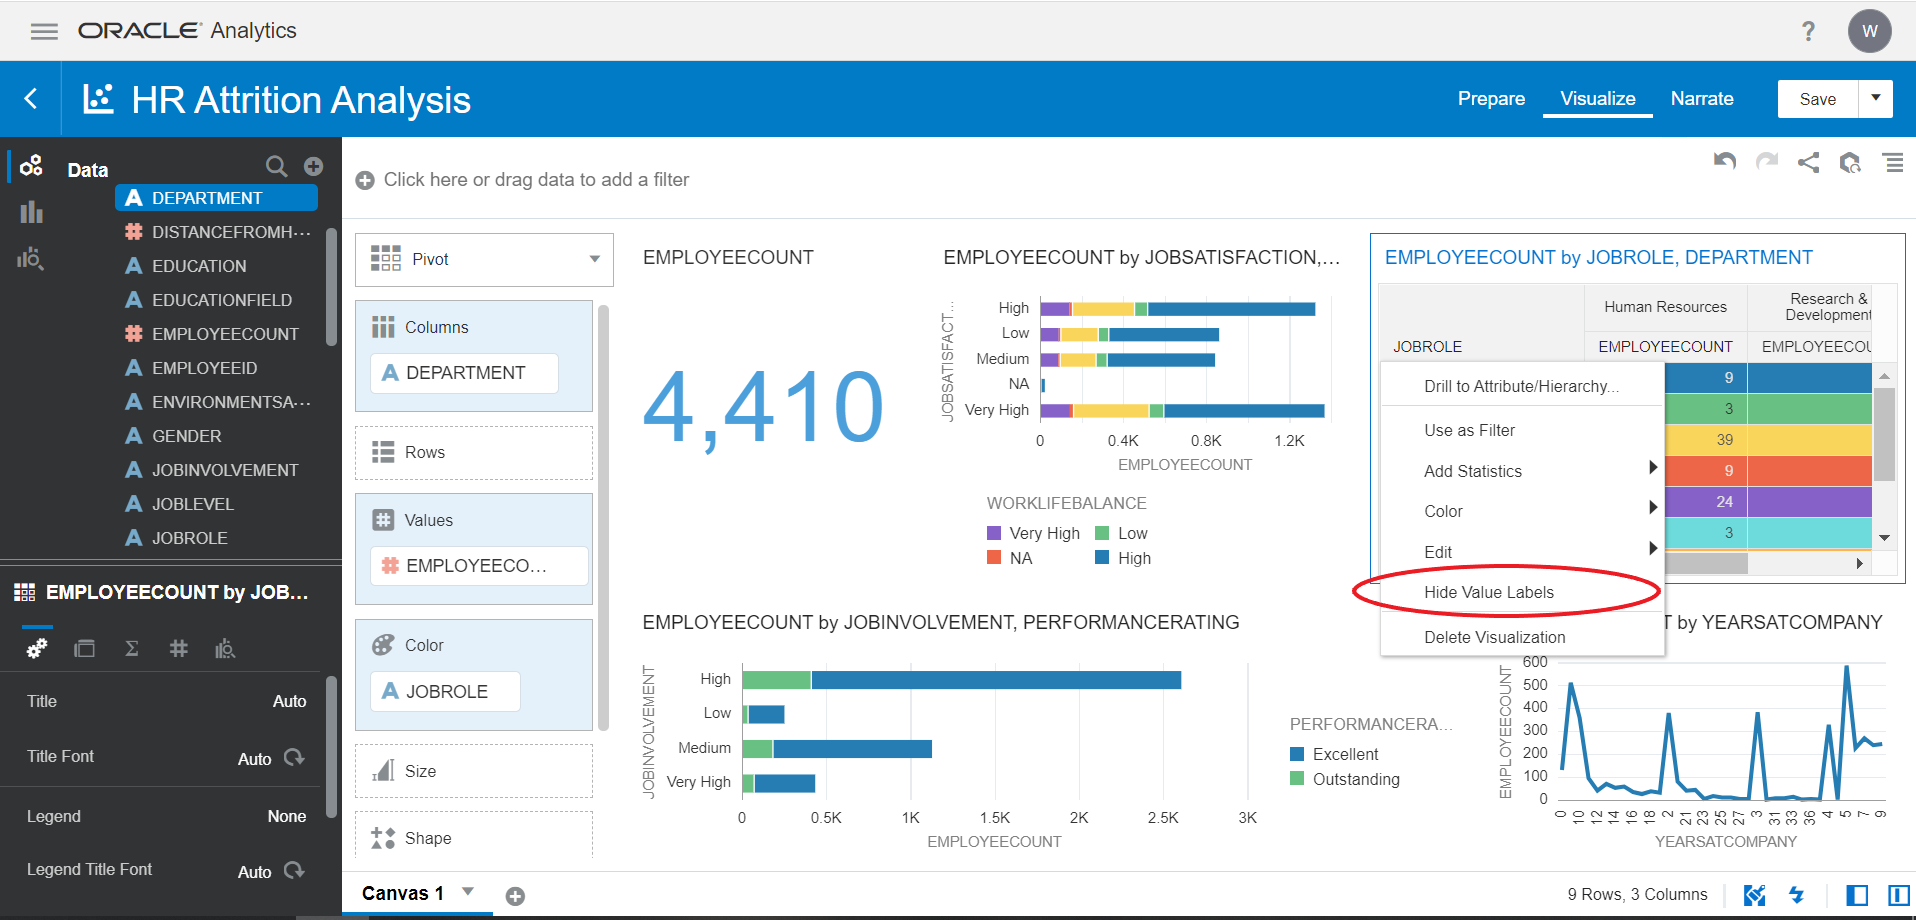 ORACLE Analytics
?
W
HR Attrition Analysis
Prepare
Visualize
Narrate
Save
Data
A DEPARTMENT
# DISTANCEFROMH···
A EDUCATION
A EDUCATIONFIELD
# EMPLOYEECOUNT
A EMPLOYEEID
A ENVIRONMENTSA···
A GENDER
A JOBINVOLVEMENT
A JOBLEVEL
A JOBROLE
EMPLOYEECOUNT by JOB...
Σ #
Title Auto
Title Font Auto
Legend None
Legend Title Font Auto
Click here or drag data to add a filter
Pivot
Columns
A DEPARTMENT
Rows
# Values
# EMPLOYEECO...
Color
A JOBROLE
Size
Shape
EMPLOYEECOUNT
4,410
EMPLOYEECOUNT by JOBSATISFACTION,...
JOBSATISFACT...
High
Low
Medium
NA
Very High
0 0.4K 0.8K 1.2K
EMPLOYEECOUNT
WORKLIFEBALANCE
Very High Low
NA High
EMPLOYEECOUNT by JOBROLE, DEPARTMENT
Human Resources
Research &
Development
JOBROLE EMPLOYEECOUNT EMPLOYEECOU
9
3
39
9
24
3
Drill to Attribute/Hierarchy...
Use as Filter
Add Statistics
Color
Edit
Hide Value Labels
Delete Visualization
EMPLOYEECOUNT by JOBINVOLVEMENT, PERFORMANCERATING
JOBINVOLVEMENT
High
Low
Medium
Very High
0 0.5K 1K 1.5K 2K 2.5K 3K
EMPLOYEECOUNT
PERFORMANCERA...
Excellent
Outstanding
T by YEARSATCOMPANY
EMPLOYEECOUNT
600
500
400
300
200
100
0
0 10 12 14 16 18 2 21 23 25 27 3 31 33 36 4 5 7 9
YEARSATCOMPANY
Canvas 1
9 Rows, 3 Columns